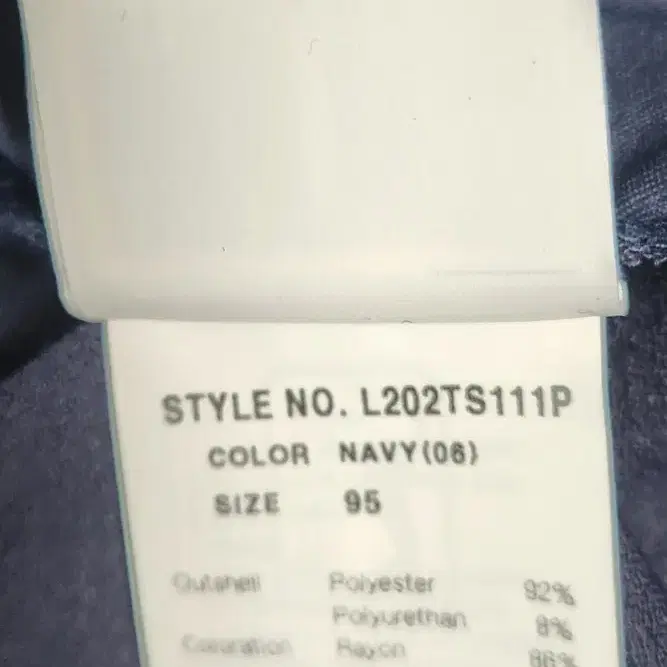 STYLE NO. L202TS111P
COLOR NAVY(06)
SIZE 95
Outshell Polyester 92%
Polyurethan 8%
Rayon